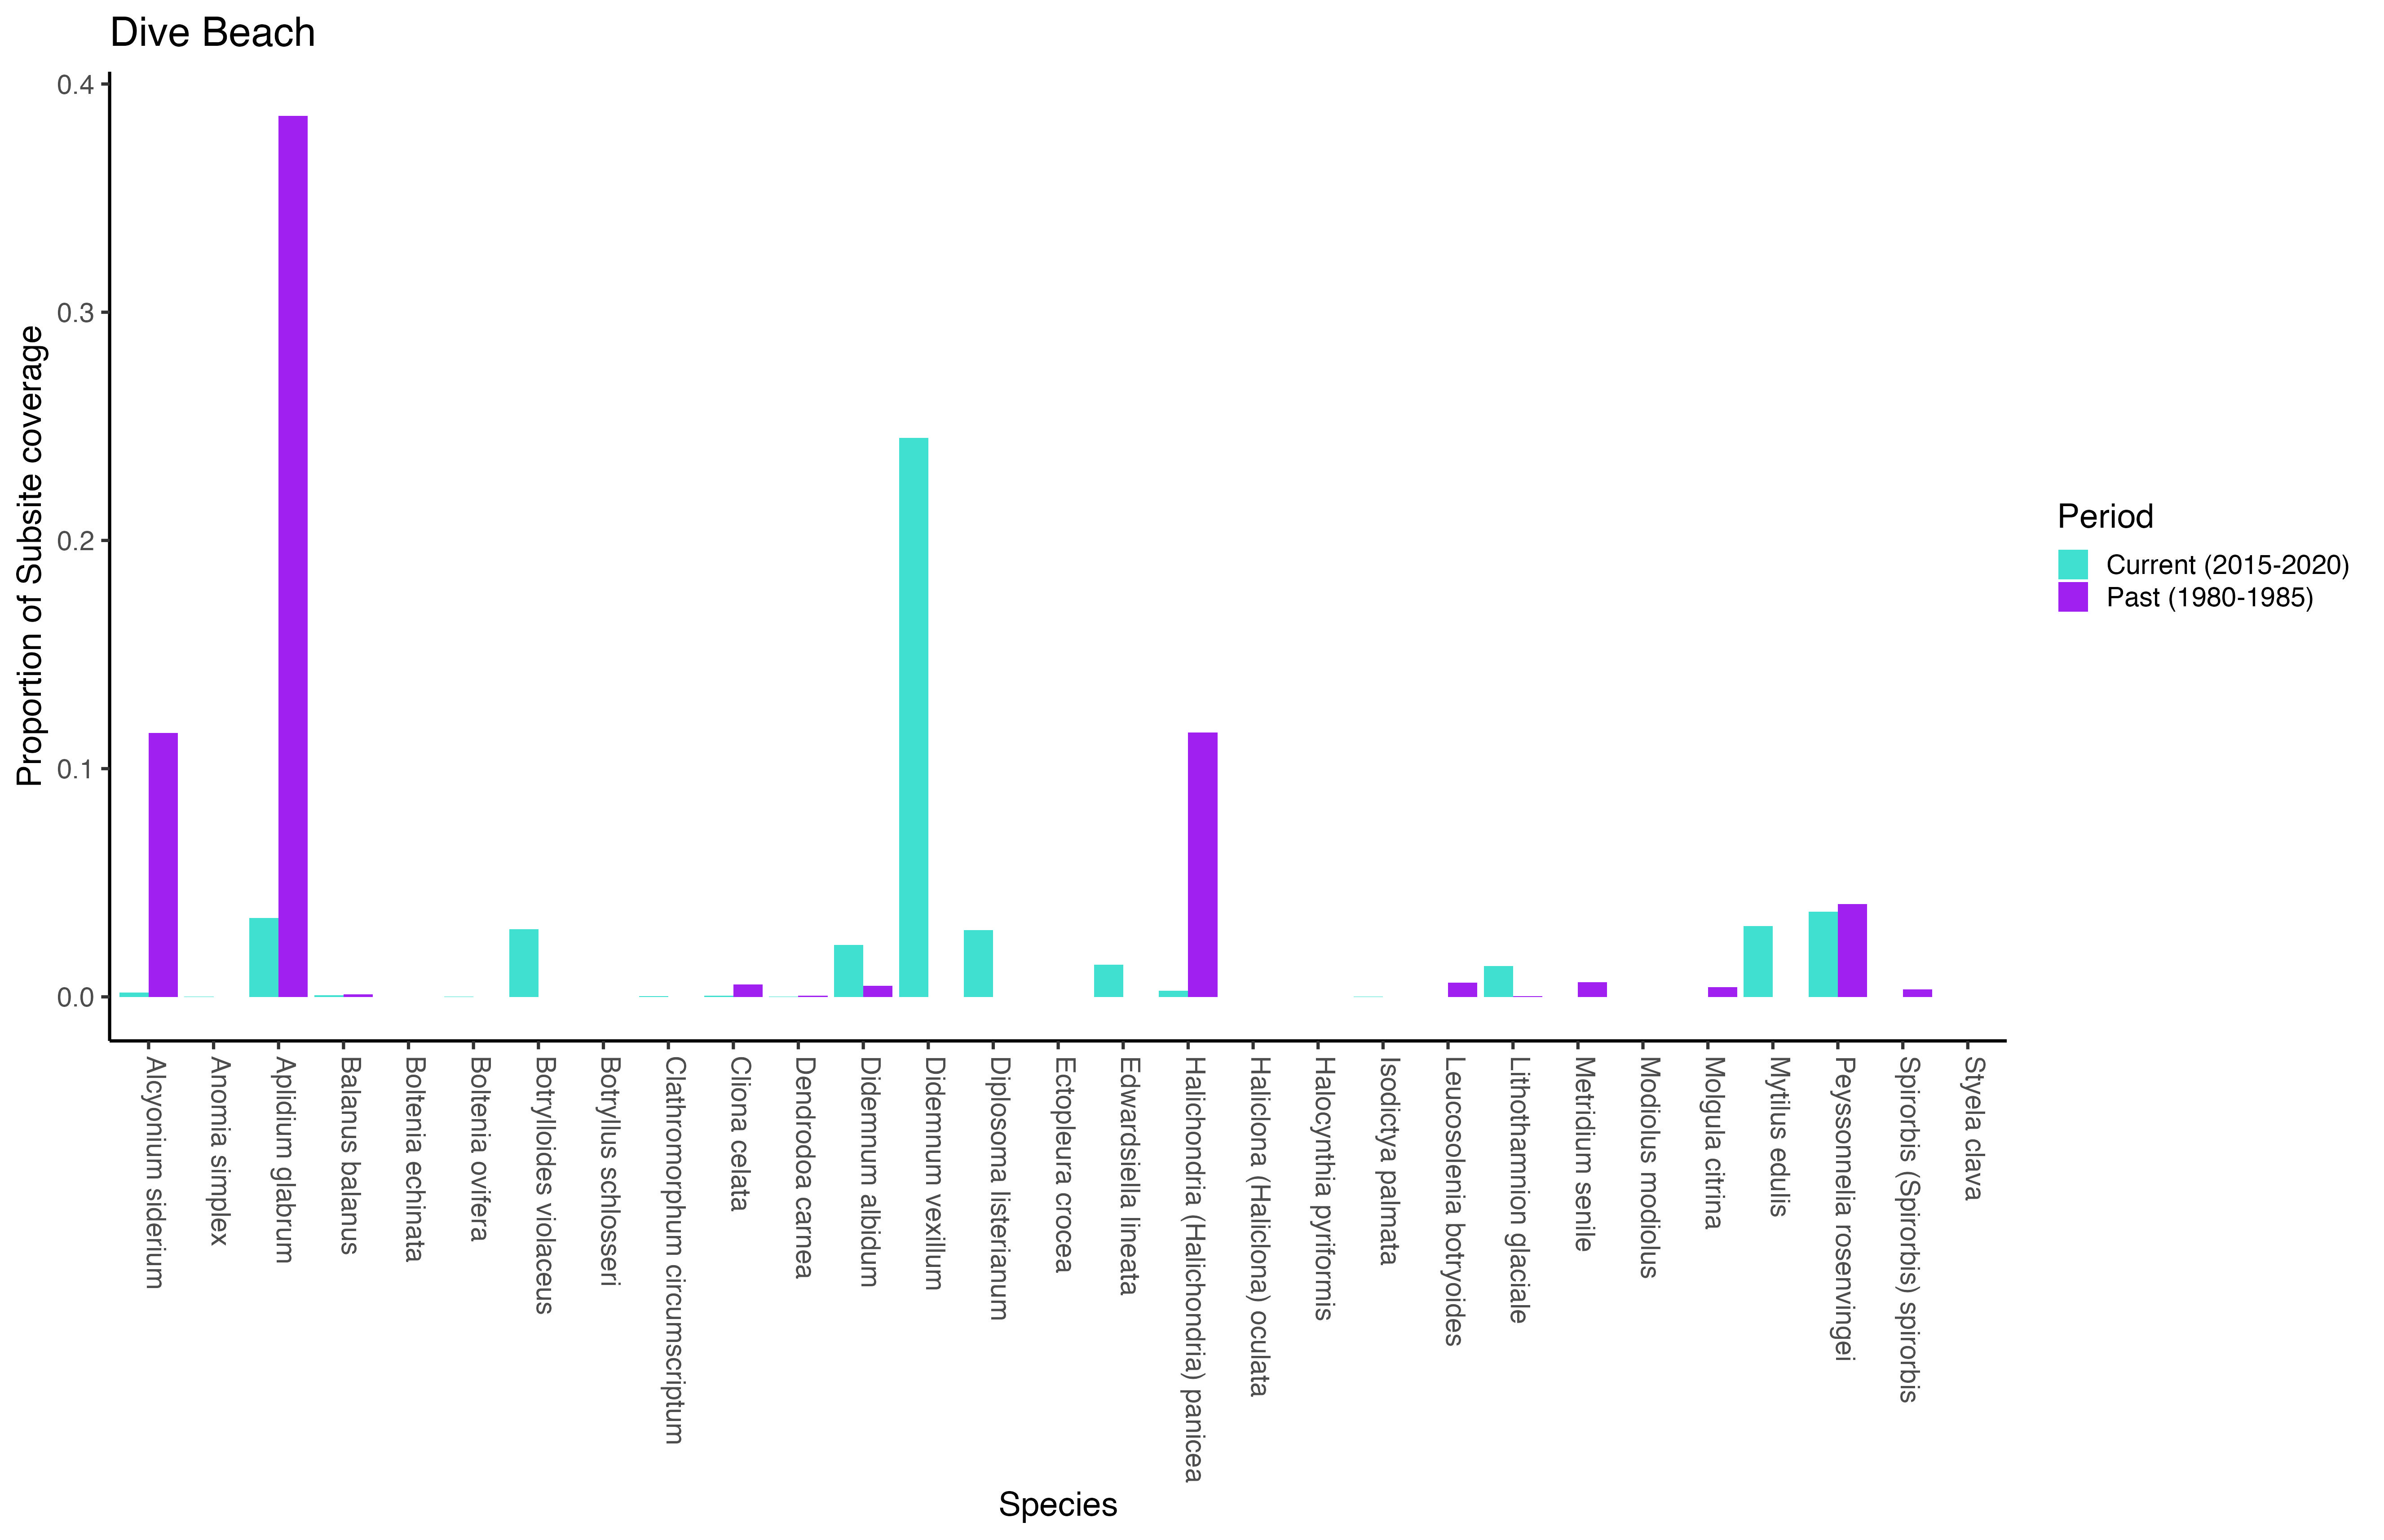 Dive Beach
0.4
0.3
0.2
0.1
0.0
Proportion of Subsite coverage
Period
Current (2015-2020)
Past (1980-1985)
Alcyonium siderium
Anomia simplex
Aplidium glabrum
Balanus balanus
Boltenia echinata
Boltenia ovifera
Botrylloides violaceus
Botryllus schlosseri
Clathromorphum circumscriptum
Cliona celata
Dendrodoa carnea
Didemnum albidum
Didemnum vexillum
Diplosoma listerianum
Ectopleura crocea
Edwardsiella lineata
Halichondria (Halichondria) panicea
Haliclona (Haliclona) oculata
Halocynthia pyriformis
Isodictya palmata
Leucosolenia botryoides
Lithothamnion glaciale
Metridium senile
Modiolus modiolus
Molgula citrina
Mytilus edulis
Peyssonnelia rosenvingei
Spirorbis (Spirorbis) spirorbis
Styela clava
Species